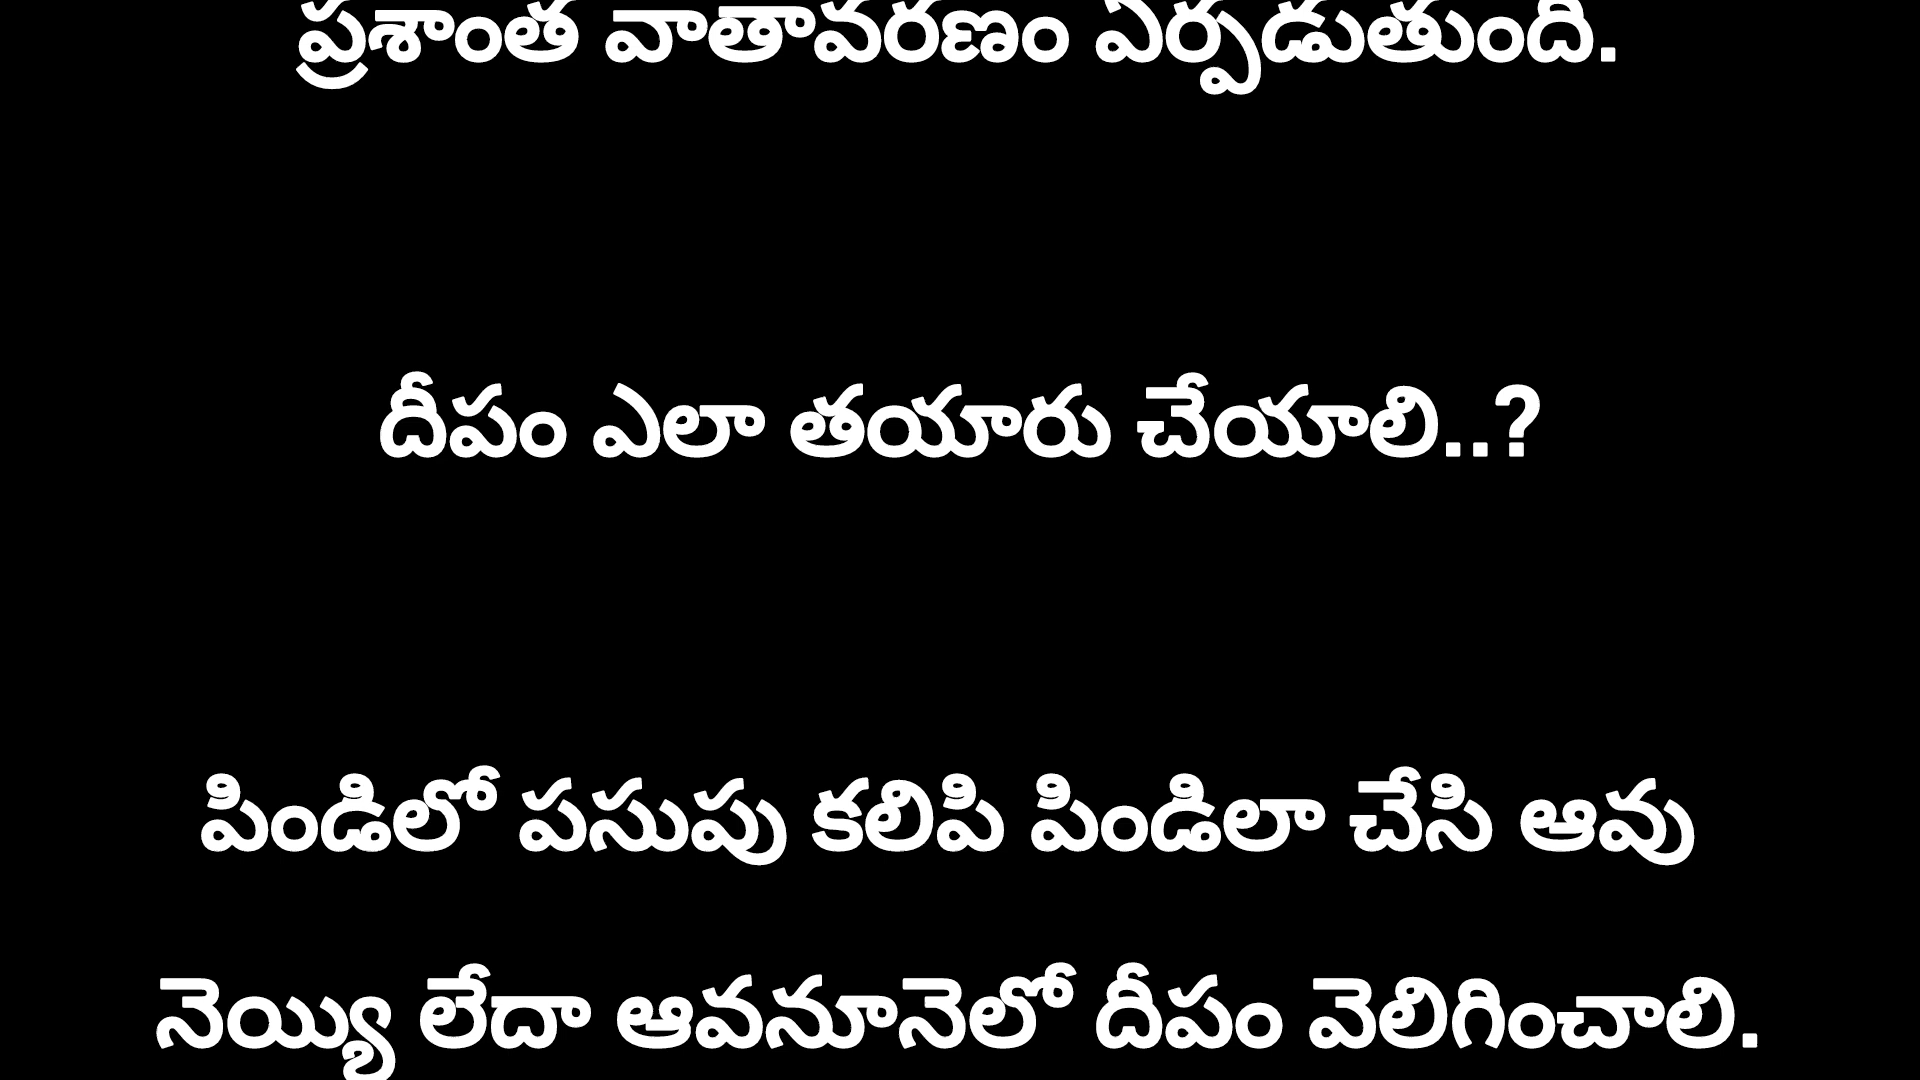 ప్రశాంత వాతావరణం ఏర్పడుతుంది.
దీపం ఎలా తయారు చేయాలి..?
పిండిలో పసుపు కలిపి పిండిలా చేసి ఆవు
నెయ్యి లేదా ఆవనూనెలో దీపం వెలిగించాలి.